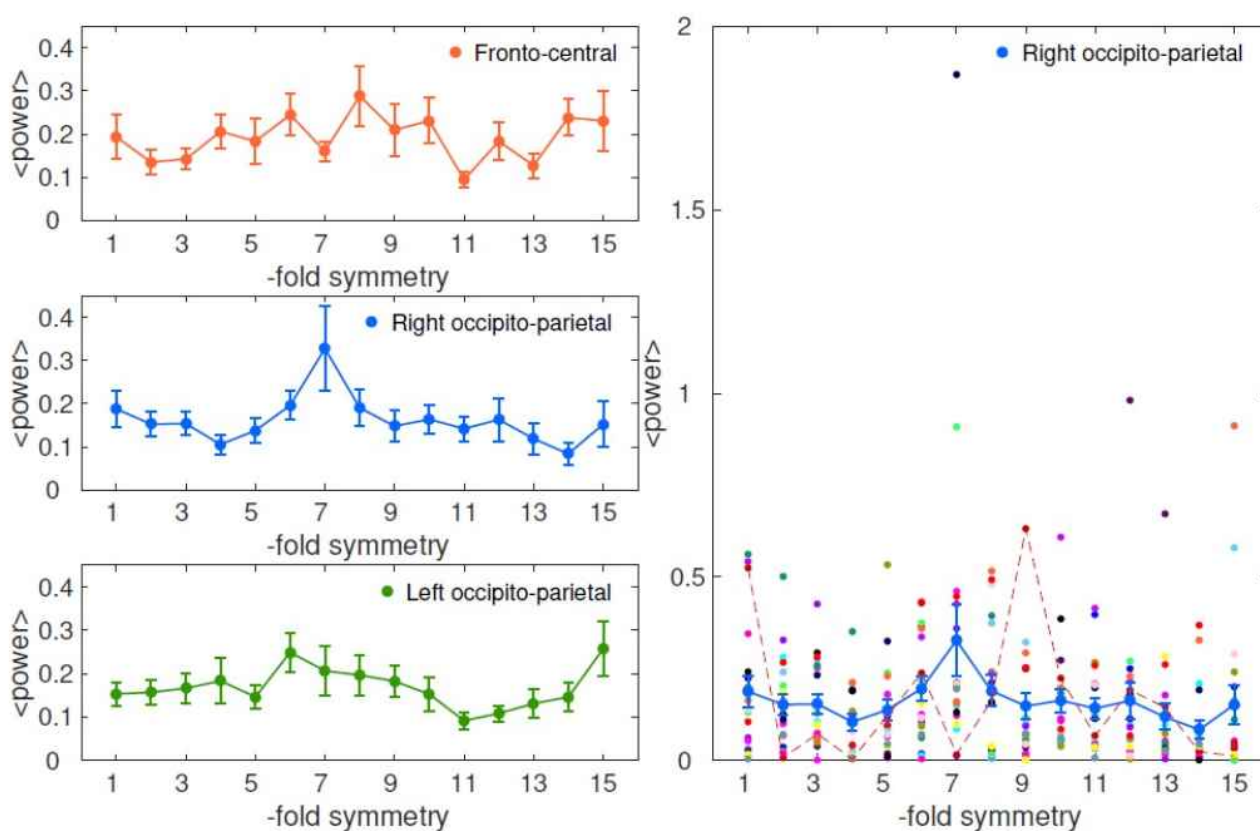 Fronto-central
0.4
0.3
0.2
0.1
0
<power>
1 3 5 7 9 11 13 15
-fold symmetry
Right occipito-parietal
0.4
0.3
0.2
0.1
0
<power>
1 3 5 7 9 11 13 15
-fold symmetry
Left occipito-parietal
0.4
0.3
0.2
0.1
0
<power>
1 3 5 7 9 11 13 15
-fold symmetry
Right occipito-parietal
2
1.5
1
0.5
0
<power>
1 3 5 7 9 11 13 15
-fold symmetry